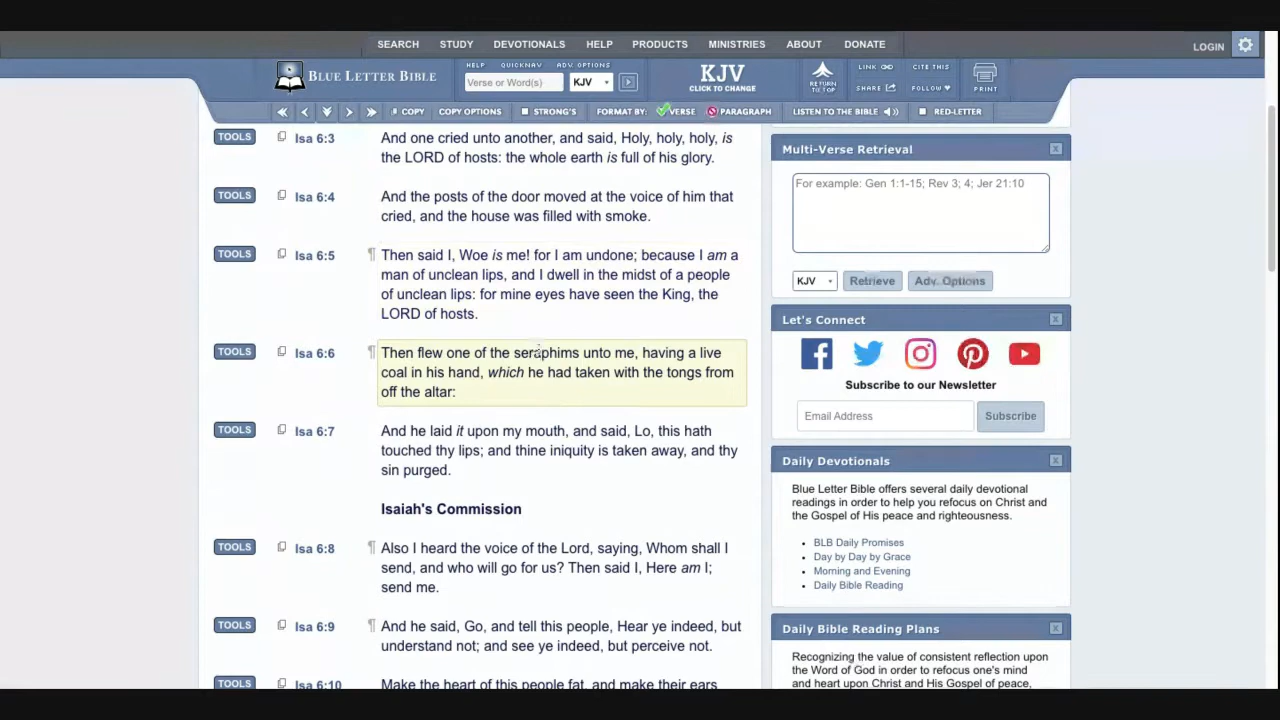 SEARCH STUDY DEVOTIONALS HELP PRODUCTS MINISTRIES ABOUT DONATE
LOGIN
BLUE LETTER BIBLE
HELP QUICKNAV ADV. OPTIONS
Verse or Word(s) KJV
KJV
CLICK TO CHANGE
RETURN
TO TOP
LINK CITE THIS
SHARE FOLLOW
PRINT
COPY COPY OPTIONS STRONG'S FORMAT BY: VERSE PARAGRAPH LISTEN TO THE BIBLE RED-LETTER
TOOLS Isa 6:3 And one cried unto another, and said, Holy, holy, holy, is
the LORD of hosts: the whole earth is full of his glory.
TOOLS Isa 6:4 And the posts of the door moved at the voice of him that
cried, and the house was filled with smoke.
TOOLS Isa 6:5 ¶ Then said I, Woe is me! for I am undone; because I am a
man of unclean lips, and I dwell in the midst of a people
of unclean lips: for mine eyes have seen the King, the
LORD of hosts.
TOOLS Isa 6:6 ¶ Then flew one of the seraphims unto me, having a live
coal in his hand, which he had taken with the tongs from
off the altar:
TOOLS Isa 6:7 And he laid it upon my mouth, and said, Lo, this hath
touched thy lips; and thine iniquity is taken away, and thy
sin purged.
Isaiah's Commission
TOOLS Isa 6:8 ¶ Also I heard the voice of the Lord, saying, Whom shall I
send, and who will go for us? Then said I, Here am I;
send me.
TOOLS Isa 6:9 ¶ And he said, Go, and tell this people, Hear ye indeed, but
understand not; and see ye indeed, but perceive not.
TOOLS Isa 6:10 Make the heart of this people fat, and make their ears
Multi-Verse Retrieval
For example: Gen 1:1-15; Rev 3; 4; Jer 21:10
KJV Retrieve Adv. Options
Let's Connect
Subscribe to our Newsletter
Email Address Subscribe
Daily Devotionals
Blue Letter Bible offers several daily devotional
readings in order to help you refocus on Christ and
the Gospel of His peace and righteousness.
• BLB Daily Promises
• Day by Day by Grace
• Morning and Evening
• Daily Bible Reading
Daily Bible Reading Plans
Recognizing the value of consistent reflection upon
the Word of God in order to refocus one's mind
and heart upon Christ and His Gospel of peace,